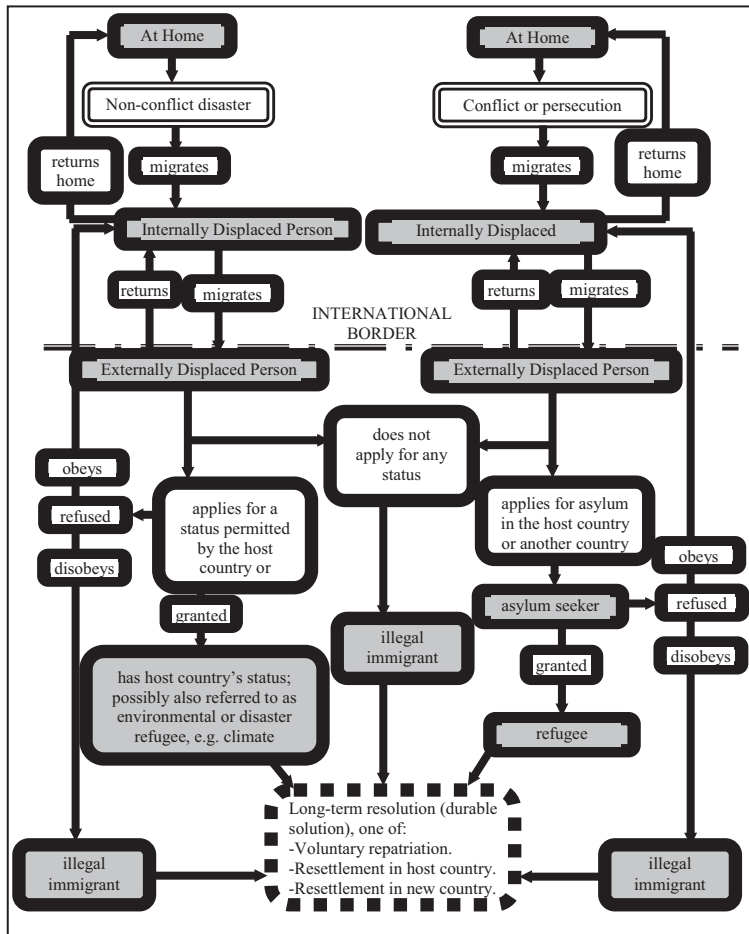 At Home
At Home
Non-conflict disaster
Conflict or persecution
returns
home
migrates
migrates
returns
home
Internally Displaced Person
Internally Displaced
returns
migrates
returns
migrates
INTERNATIONAL
BORDER
Externally Displaced Person
Externally Displaced Person
does not
apply for any
status
obeys
refused
disobeys
applies for a
status permitted
by the host
country or
applies for asylum
in the host country
or another country
obeys
refused
disobeys
granted
asylum seeker
illegal
immigrant
granted
has host country's status;
possibly also referred to as
environmental or disaster
refugee, e.g. climate
refugee
Long-term resolution (durable
solution), one of:
-Voluntary repatriation.
-Resettlement in host country.
-Resettlement in new country.
illegal
immigrant
illegal
immigrant